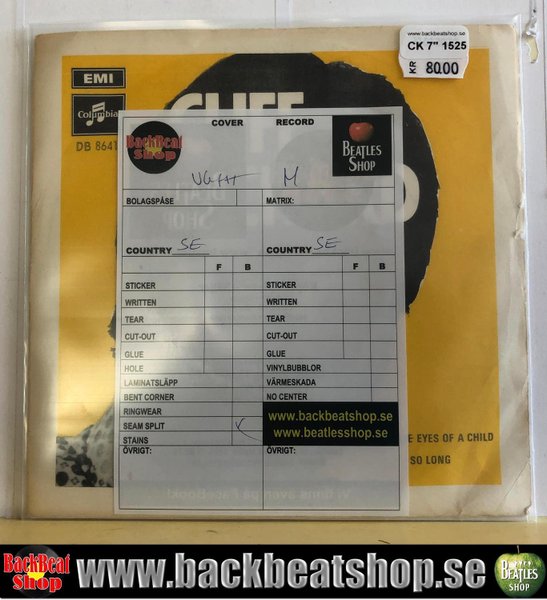 www.backbeatshop.se
CK 7" 1525
KR 80.00
EMI
Columbia
DB 8641
CLIFF
COVER RECORD
BackBeat Shop
BEATLES SHOP
M
BOLAGSPÅSE MATRIX:
COUNTRY SE COUNTRY SE
F B F B
STICKER STICKER
WRITTEN WRITTEN
TEAR TEAR
CUT-OUT CUT-OUT
GLUE GLUE
HOLE VINYLBUBBLOR
LAMINATSLÄPP VÄRMESKADA
BENT CORNER NO CENTER
RINGWEAR
SEAM SPLIT
STAINS
www.backbeatshop.se
www.beatlesshop.se
ÖVRIGT: ÖVRIGT:
E EYES OF A CHILD
SO LONG
BackBeat Shop www.backbeatshop.se BEATLES SHOP